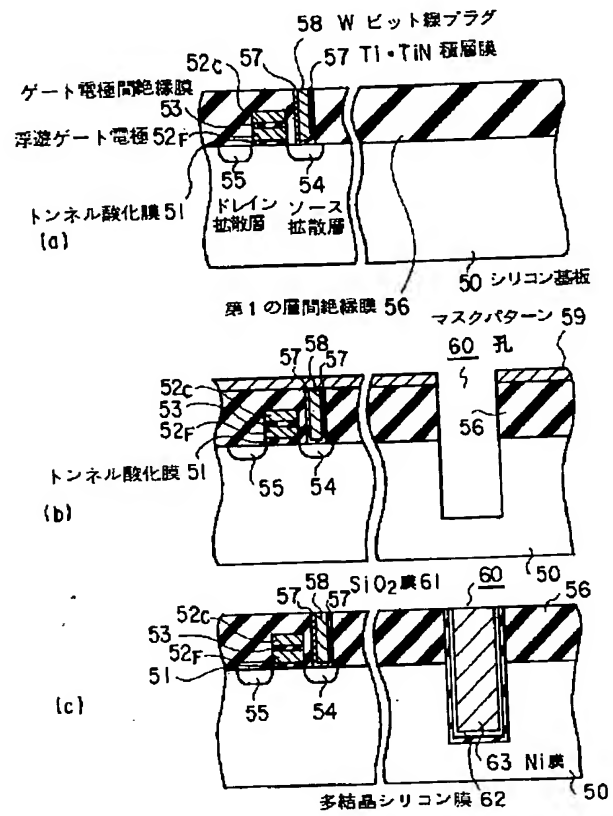 58 W ビット線プラグ
57 57 Ti・TiN 積層膜
52C
ゲート電極間絶縁膜
53
浮遊ゲート電極 52F
55 54
ドレイン拡散層 ソース拡散層
トンネル酸化膜 51
(a)
50 シリコン基板
第1の層間絶縁膜 56
マスクパターン 59
60 孔
58
57 57
52C
53
52F
56
トンネル酸化膜 51
55 54
(b)
50
SiO2膜 61
60
58
57 57
56
52C
53
52F
51
55 54
(c)
63 Ni膜
50
多結晶シリコン膜 62